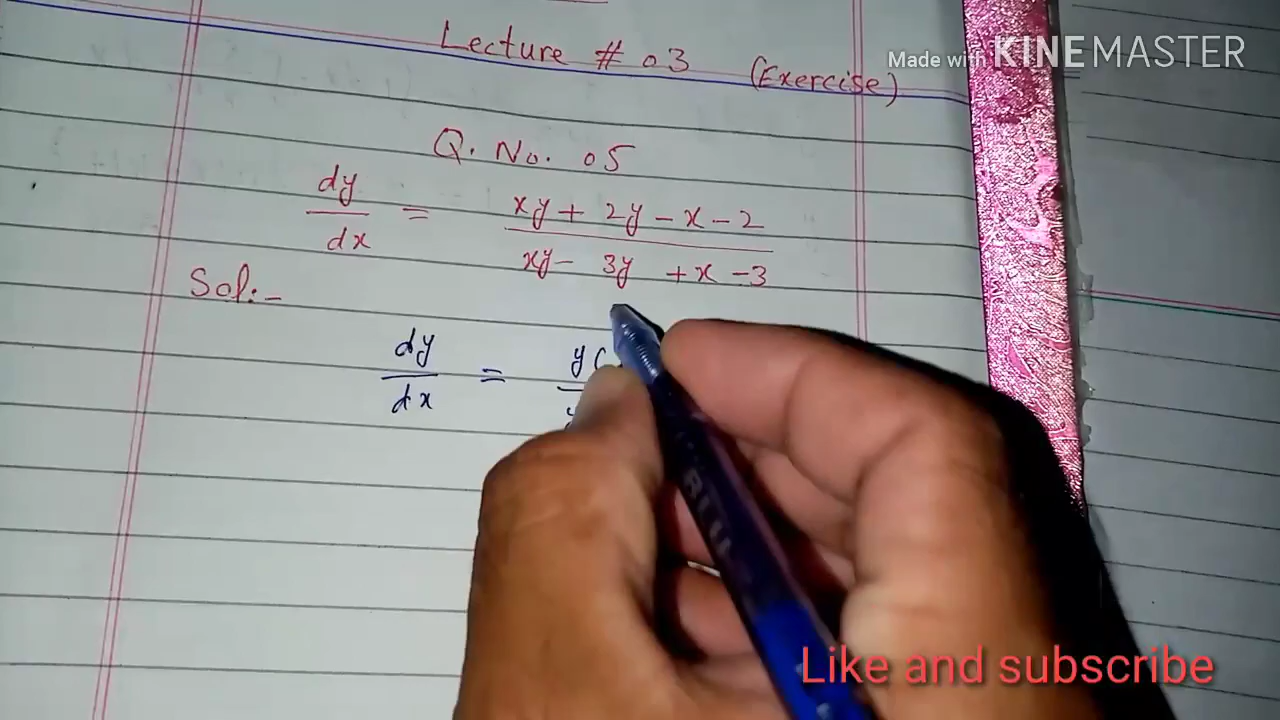 Lecture # 03 (Exercise)
Made with KINEMASTER
Q. No. 05
dy/dx = xy + 2y - x - 2 / xy - 3y + x - 3
Sol:-
dy/dx = y(
Like and subscribe